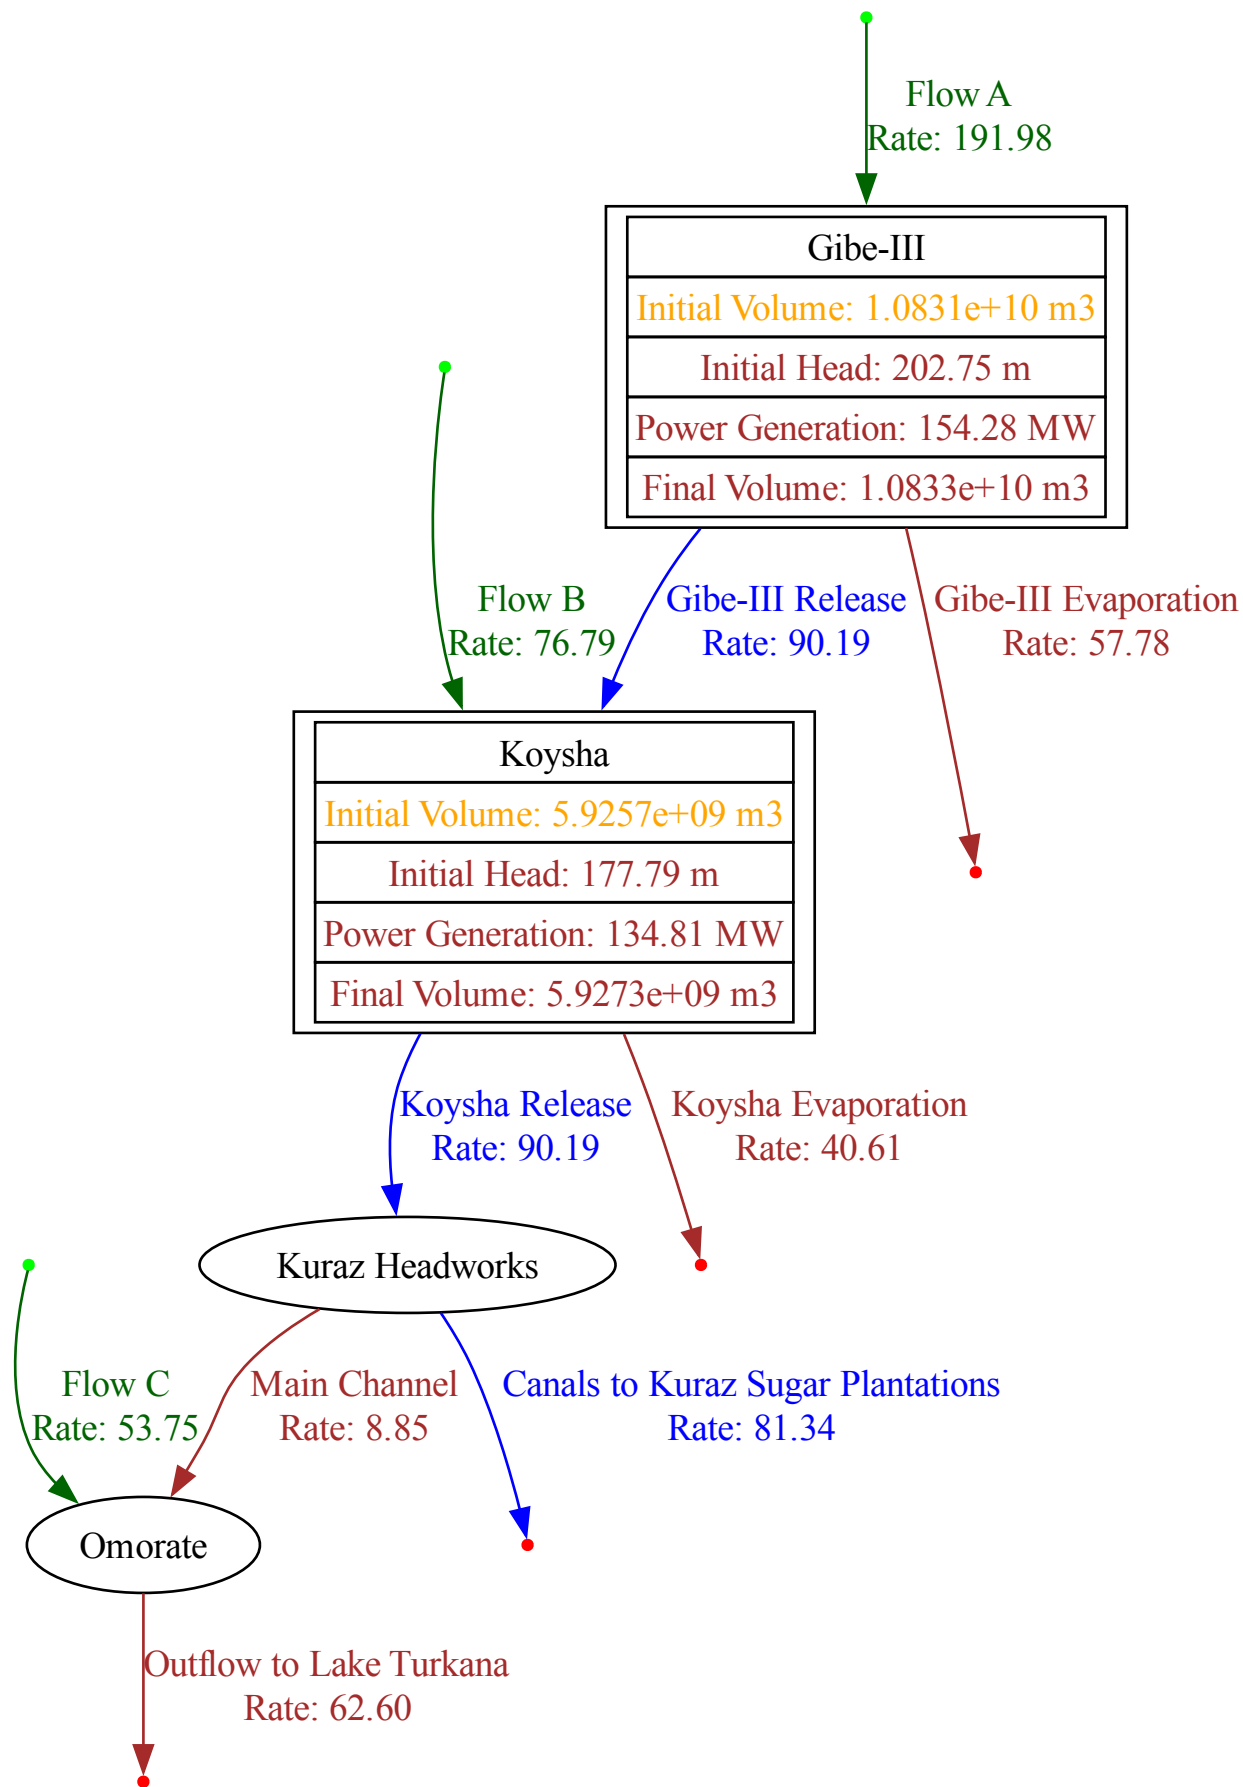 Flow A
Rate: 191.98
Gibe-III
Initial Volume: 1.0831e+10 m3
Initial Head: 202.75 m
Power Generation: 154.28 MW
Final Volume: 1.0833e+10 m3
Flow B
Rate: 76.79
Gibe-III Release
Rate: 90.19
Gibe-III Evaporation
Rate: 57.78
Koysha
Initial Volume: 5.9257e+09 m3
Initial Head: 177.79 m
Power Generation: 134.81 MW
Final Volume: 5.9273e+09 m3
Koysha Release
Rate: 90.19
Koysha Evaporation
Rate: 40.61
Kuraz Headworks
Flow C
Rate: 53.75
Main Channel
Rate: 8.85
Canals to Kuraz Sugar Plantations
Rate: 81.34
Omorate
Outflow to Lake Turkana
Rate: 62.60